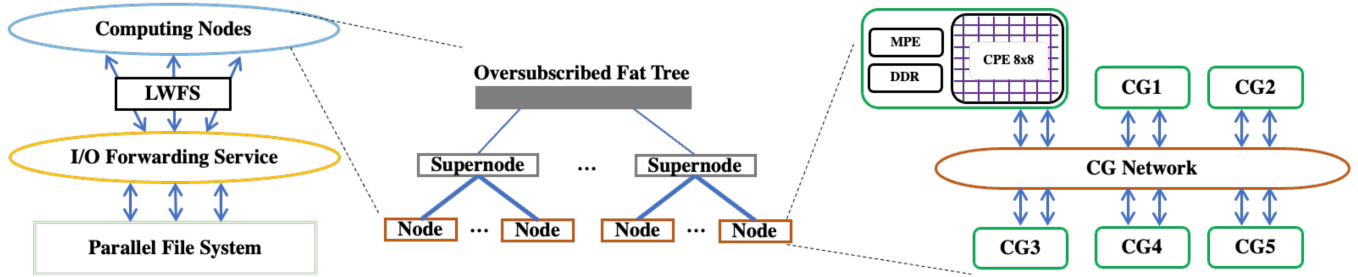 Computing Nodes
LWFS
I/O Forwarding Service
Parallel File System
Oversubscribed Fat Tree
Supernode ... Supernode
Node ... Node Node ... Node
MPE
DDR
CPE 8x8
CG1 CG2
CG Network
CG3 CG4 CG5